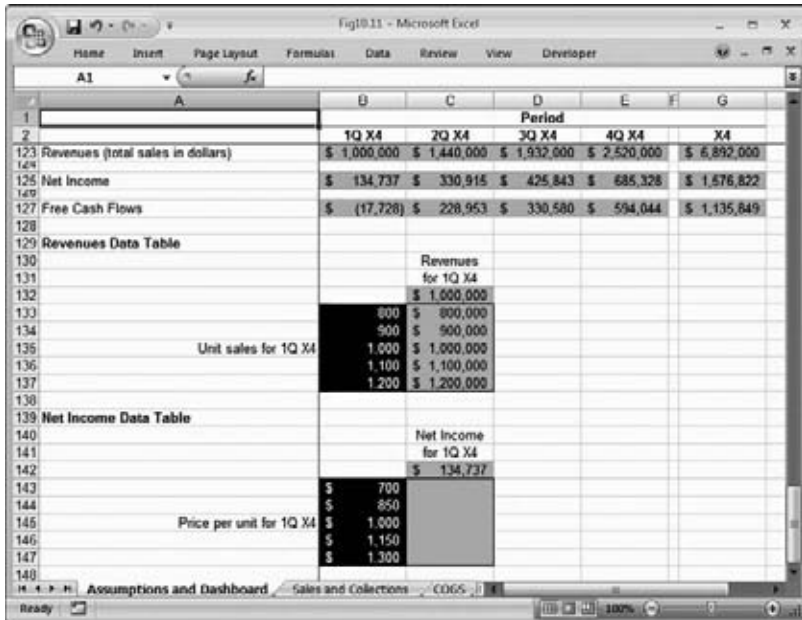 Fig10.11 - Microsoft Excel
Home Insert Page Layout Formulas Data Review View Developer
A1 fx
A B C D E F G
1 Period
2 1Q X4 2Q X4 3Q X4 4Q X4 X4
123 Revenues (total sales in dollars) $ 1,000,000 $ 1,440,000 $ 1,932,000 $ 2,520,000 $ 6,892,000
124
125 Net Income $ 134,737 $ 330,915 $ 425,843 $ 685,328 $ 1,576,822
126
127 Free Cash Flows $ (17,728) $ 228,953 $ 330,580 $ 594,044 $ 1,135,849
128
129 Revenues Data Table
130 Revenues
131 for 1Q X4
132 $ 1,000,000
133 800 $ 800,000
134 900 $ 900,000
135 Unit sales for 1Q X4 1,000 $ 1,000,000
136 1,100 $ 1,100,000
137 1,200 $ 1,200,000
138
139 Net Income Data Table
140 Net Income
141 for 1Q X4
142 $ 134,737
143 $ 700
144 $ 850
145 Price per unit for 1Q X4 $ 1,000
146 $ 1,150
147 $ 1,300
148
Assumptions and Dashboard Sales and Collections COGS
Ready 100%